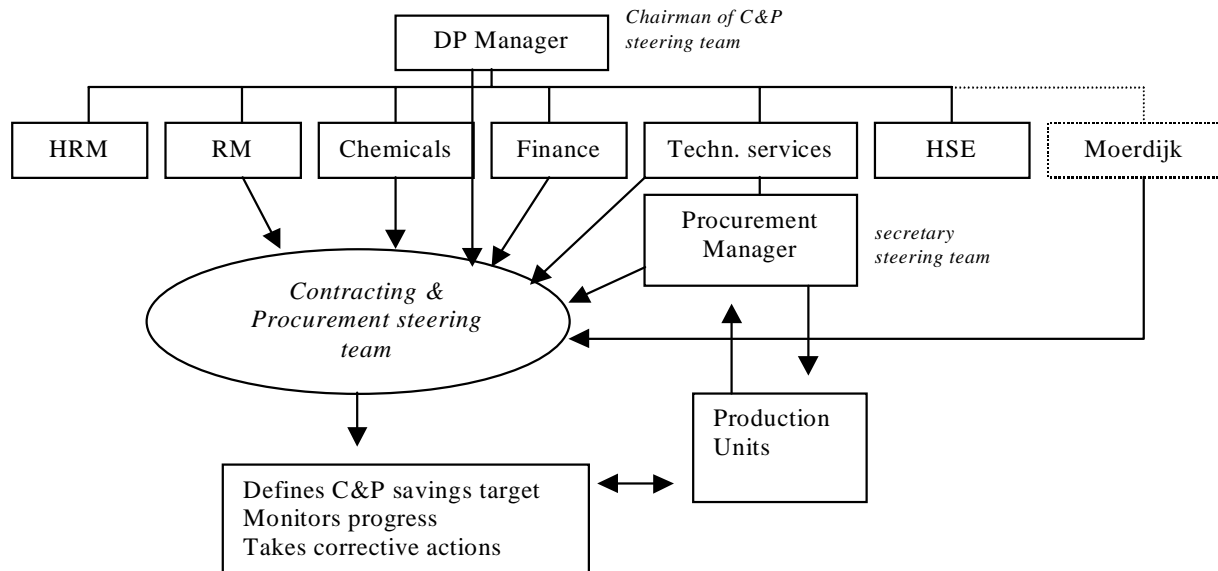 Chairman of C&P
steering team
DP Manager
HRM
RM
Chemicals
Finance
Techn. services
HSE
Moerdijk
Procurement
Manager
secretary
steering team
Contracting &
Procurement steering
team
Production
Units
Defines C&P savings target
Monitors progress
Takes corrective actions